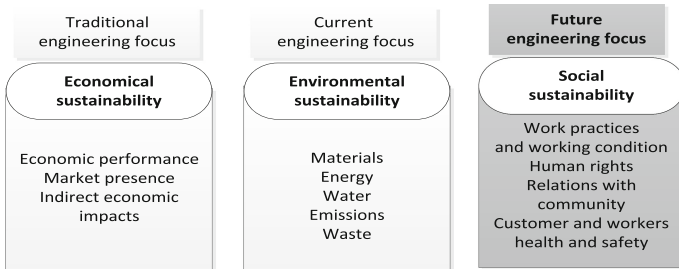 Traditional
engineering focus
Economical
sustainability
Economic performance
Market presence
Indirect economic
impacts
Current
engineering focus
Environmental
sustainability
Materials
Energy
Water
Emissions
Waste
Future
engineering focus
Social
sustainability
Work practices
and working condition
Human rights
Relations with
community
Customer and workers
health and safety